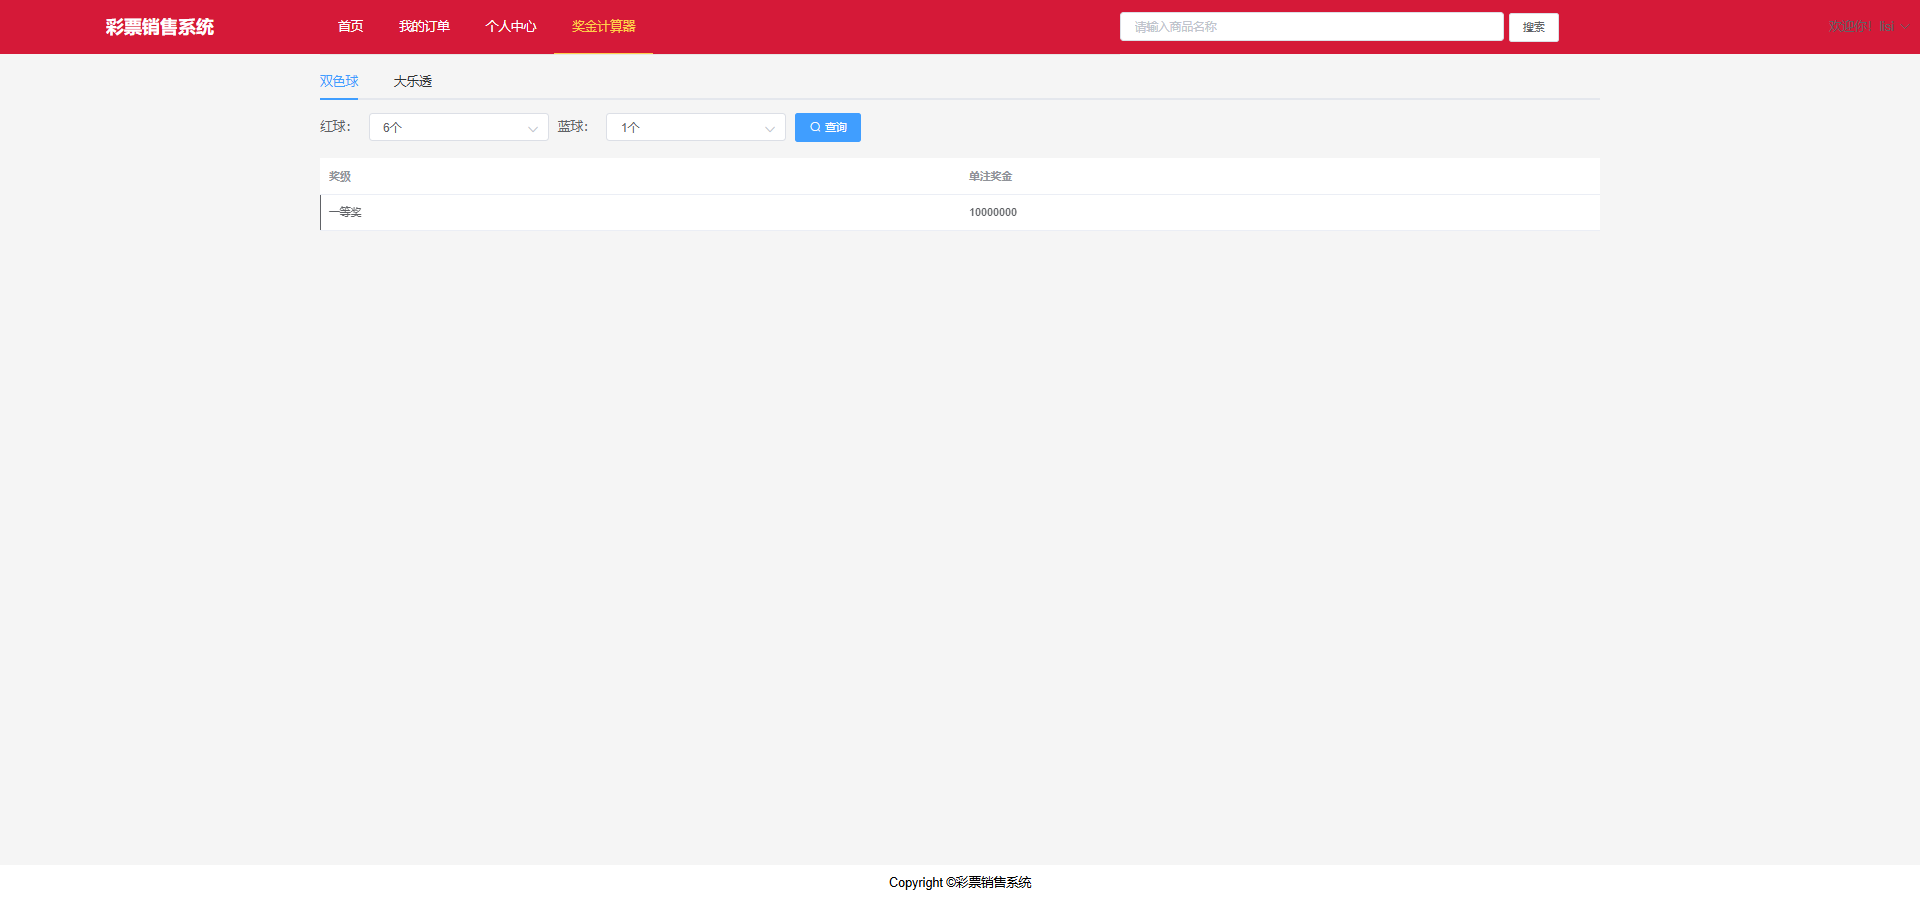 彩票销售系统 首页 我的订单 个人中心 奖金计算器 请输入商品名称 搜索 欢迎你!
双色球 大乐透
红球： 6个 蓝球： 1个 查询
奖级 单注奖金
一等奖 10000000
Copyright ©彩票销售系统